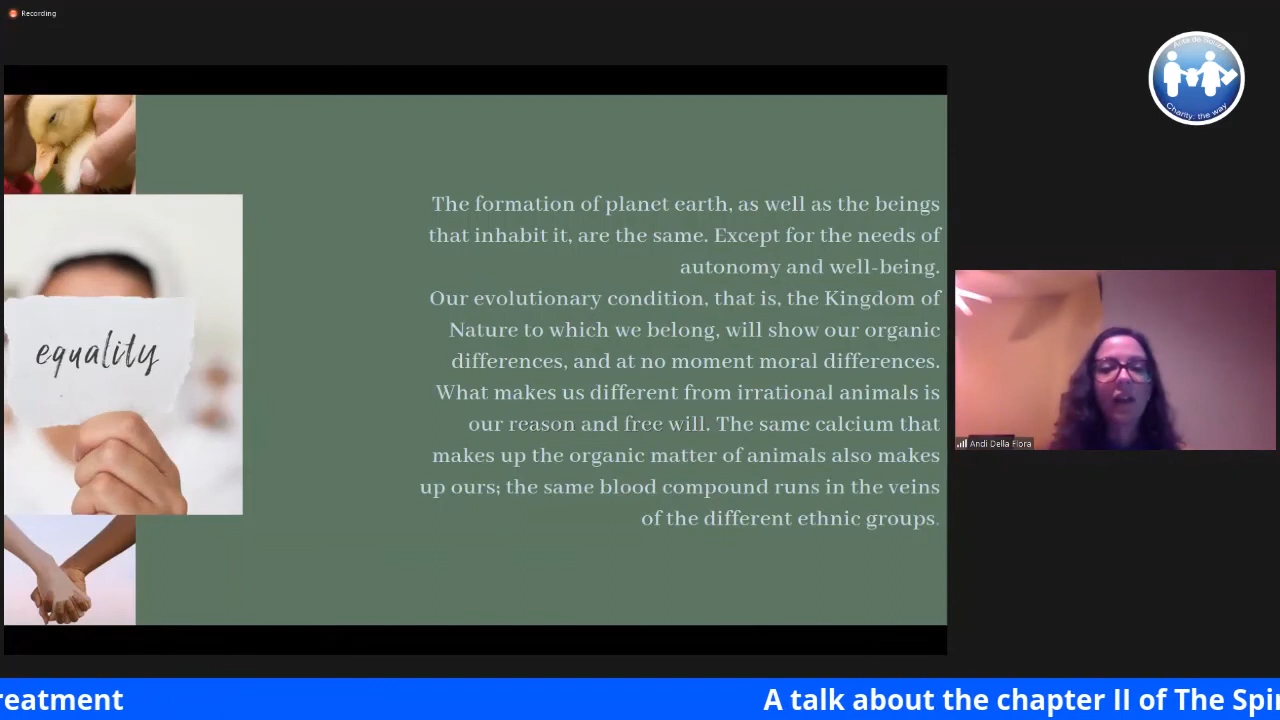 Recording
Charity: the way
equality
The formation of planet earth, as well as the beings
that inhabit it, are the same. Except for the needs of
autonomy and well-being.
Our evolutionary condition, that is, the Kingdom of
Nature to which we belong, will show our organic
differences, and at no moment moral differences.
What makes us different from irrational animals is
our reason and free will. The same calcium that
makes up the organic matter of animals also makes
up ours; the same blood compound runs in the veins
of the different ethnic groups.
Andi Della Flora
reatment
A talk about the chapter II of The Spir